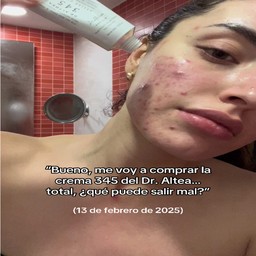 “Bueno, me voy a comprar la
crema 345 del Dr. Altea...
total, ¿qué puede salir mal?”
(13 de febrero de 2025)